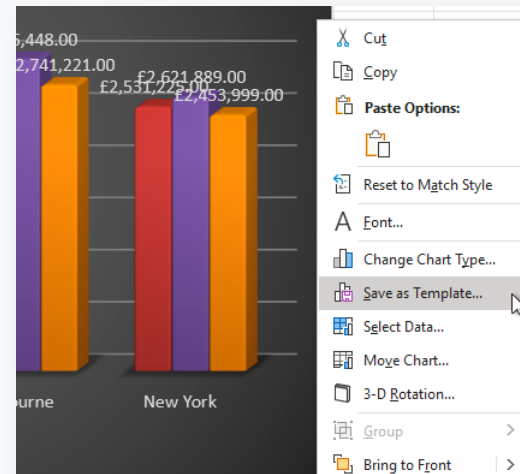 5,448.00
2,741,221.00
£2,621,889.00
£2,531,225.00
£2,453,999.00
ourne
New York
Cut
Copy
Paste Options:
Reset to Match Style
Font...
Change Chart Type...
Save as Template...
Select Data...
Move Chart...
3-D Rotation...
Group
Bring to Front